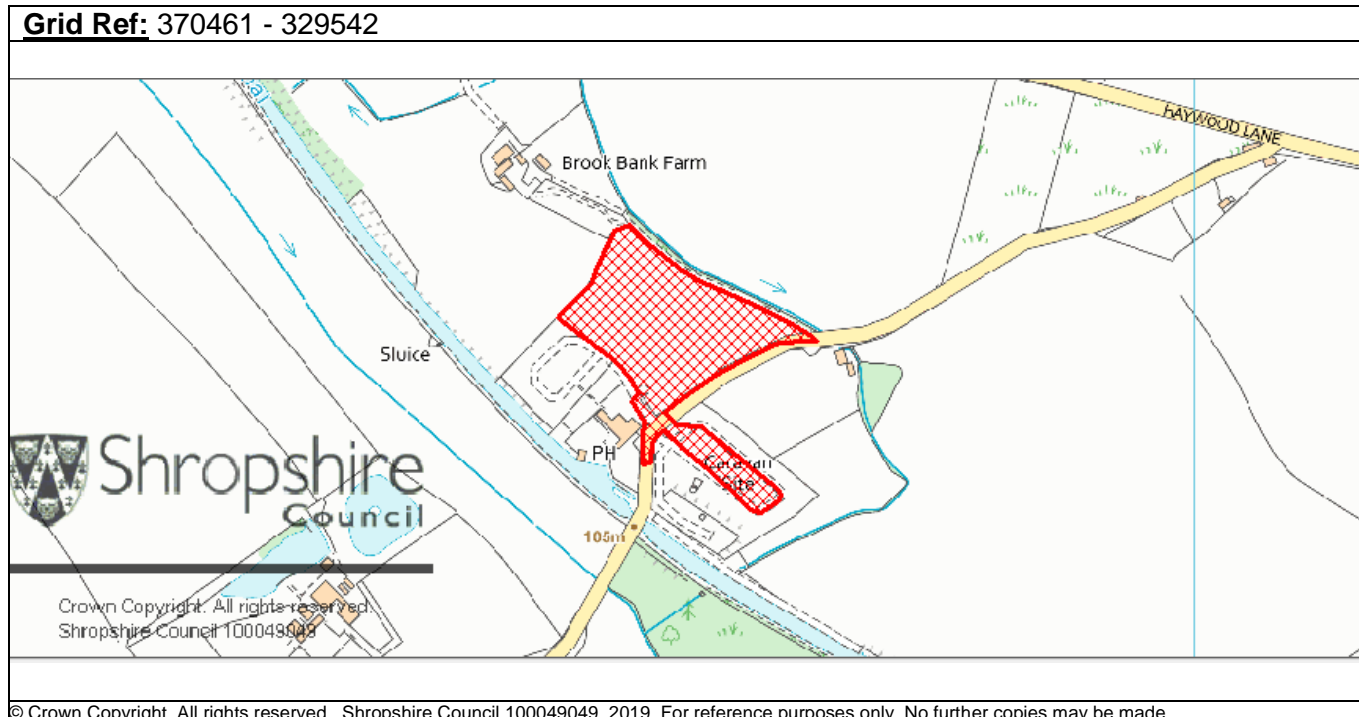 Grid Ref: 370461 - 329542
HAYWOOD LANE
Brook Bank Farm
Sluice
PH
Caravan
Site
Shropshire
Council
105m
Crown Copyright. All rights reserved.
Shropshire Council 100049049
© Crown Copyright. All rights reserved. Shropshire Council 100049049. 2019 For reference purposes only. No further copies may be made.